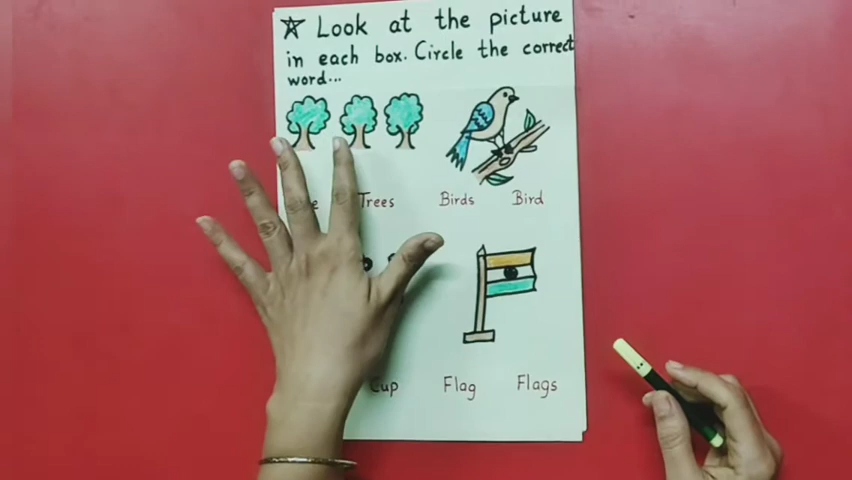 Look at the picture
in each box. Circle the correct
word...
Trees Birds Bird
Cup Flag Flags